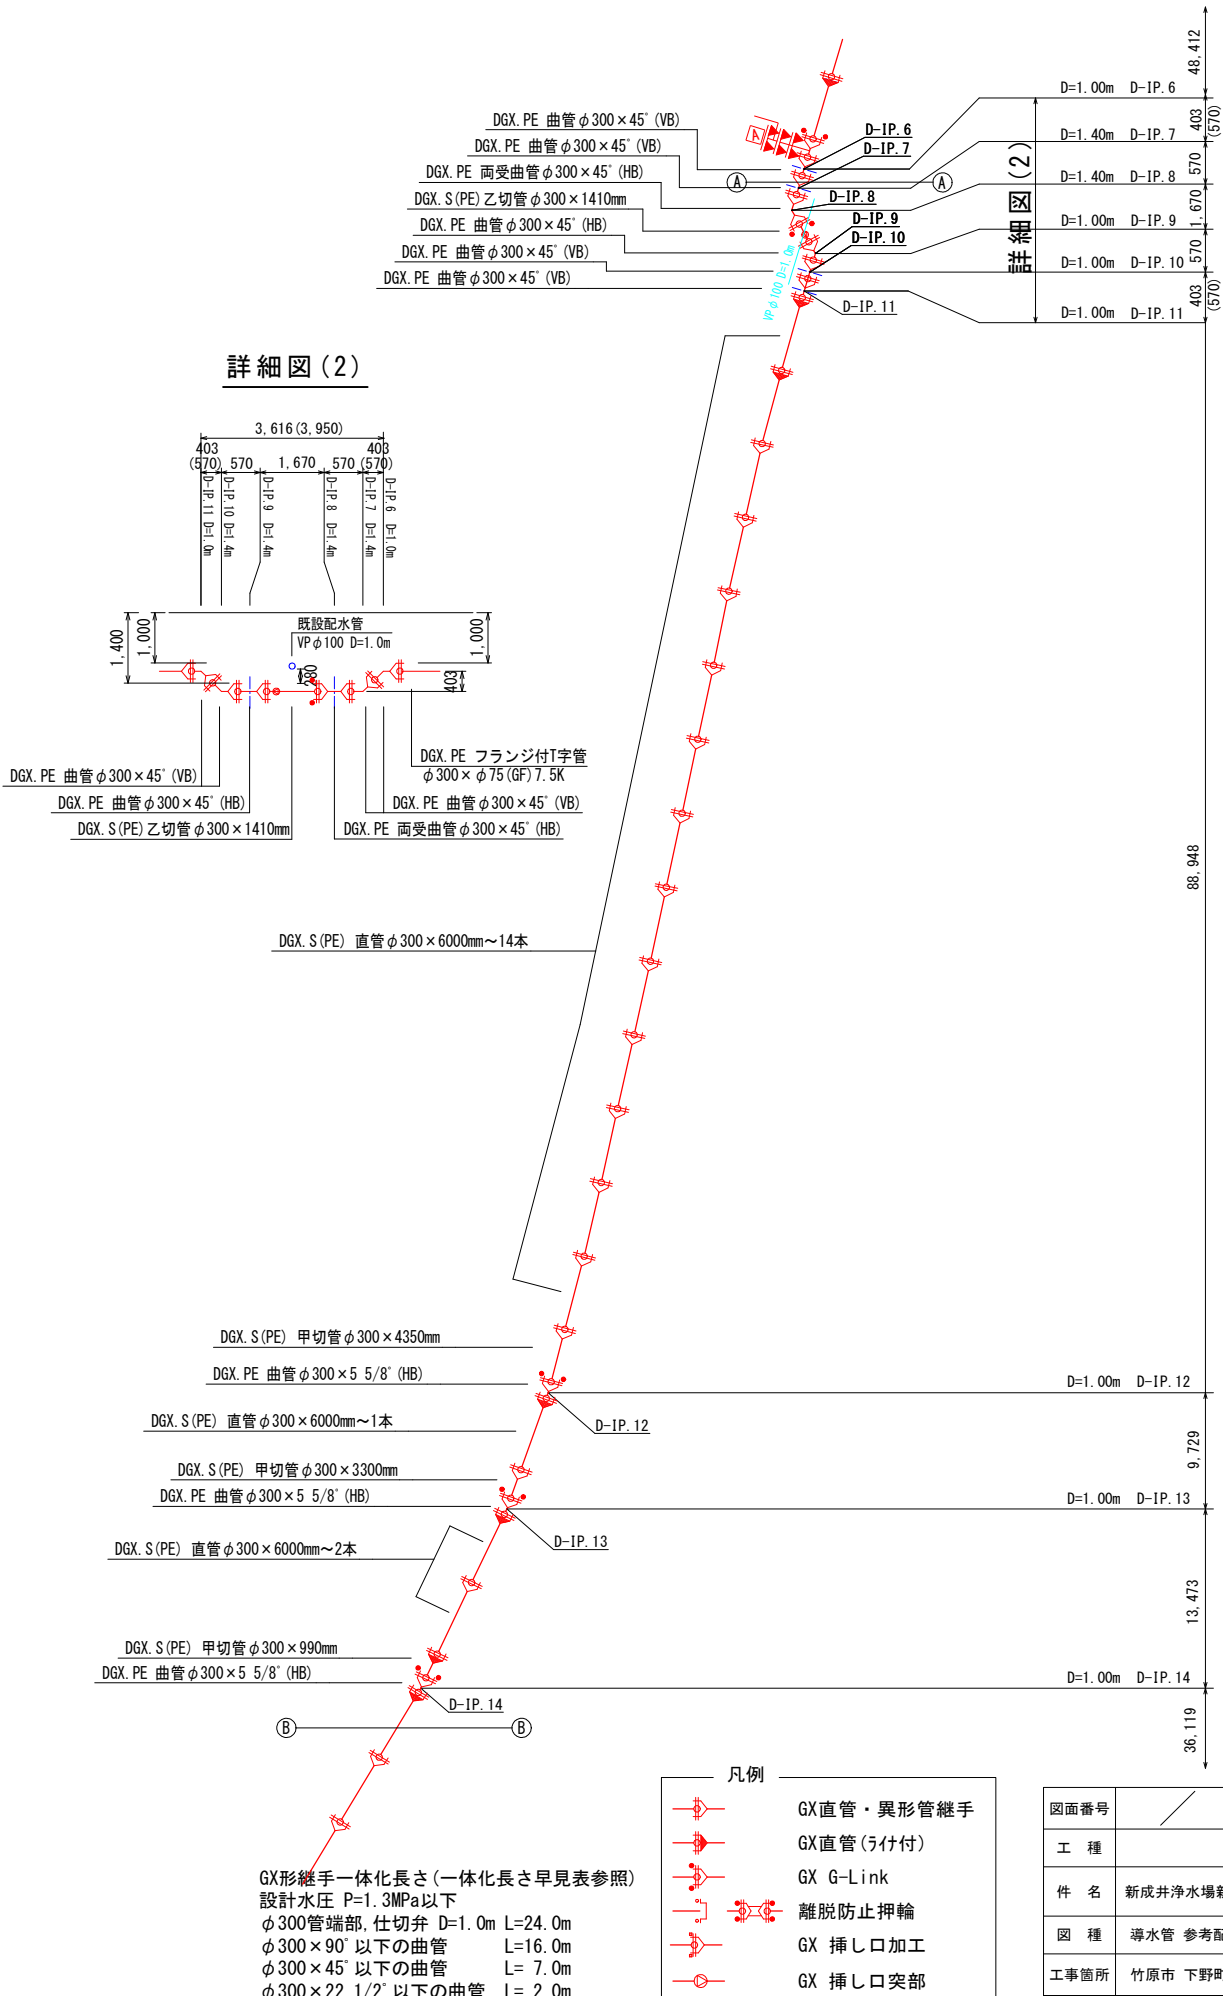 48,412
D=1.00m D-IP.6
403
(570)
DGX.PE 曲管φ300×45°(VB)
D-IP.6
D=1.40m D-IP.7
DGX.PE 曲管φ300×45°(VB)
D-IP.7
570
DGX.PE 両受曲管φ300×45°(HB)
A
A
A
D=1.40m D-IP.8
DGX.S(PE)乙切管φ300×1410mm
D-IP.8
1,670
DGX.PE 曲管φ300×45°(HB)
D-IP.9
D=1.00m D-IP.9
DGX.PE 曲管φ300×45°(VB)
D-IP.10
570
D=1.00m D-IP.10
DGX.PE 曲管φ300×45°(VB)
VPφ100 D=1.0m
D-IP.11
403
(570)
D=1.00m D-IP.11
詳細図(2)
詳細図(2)
3,616(3,950)
403
(570)
570
1,670
570
403
(570)
D-IP.11 D=1.0m
D-IP.10 D=1.4m
D-IP.9 D=1.4m
D-IP.8 D=1.4m
D-IP.7 D=1.4m
D-IP.6 D=1.0m
1,400
1,000
既設配水管
VPφ100 D=1.0m
280
1,000
403
DGX.PE フランジ付T字管
φ300×φ75(GF)7.5K
DGX.PE 曲管φ300×45°(VB)
DGX.PE 曲管φ300×45°(HB)
DGX.PE 曲管φ300×45°(VB)
DGX.S(PE)乙切管φ300×1410mm
DGX.PE 両受曲管φ300×45°(HB)
88,948
DGX.S(PE) 直管φ300×6000mm~14本
DGX.S(PE) 甲切管φ300×4350mm
DGX.PE 曲管φ300×5 5/8°(HB)
D=1.00m D-IP.12
D-IP.12
DGX.S(PE) 直管φ300×6000mm~1本
9,729
DGX.S(PE) 甲切管φ300×3300mm
DGX.PE 曲管φ300×5 5/8°(HB)
D=1.00m D-IP.13
D-IP.13
DGX.S(PE) 直管φ300×6000mm~2本
13,473
DGX.S(PE) 甲切管φ300×990mm
DGX.PE 曲管φ300×5 5/8°(HB)
D=1.00m D-IP.14
D-IP.14
B
B
36,119
凡例
GX直管・異形管継手
GX直管(ライナ付)
GX G-Link
離脱防止押輪
GX 挿し口加工
GX 挿し口突部
GX形継手一体化長さ(一体化長さ早見表参照)
設計水圧 P=1.3MPa以下
φ300管端部,仕切弁 D=1.0m L=24.0m
φ300×90°以下の曲管 L=16.0m
φ300×45°以下の曲管 L= 7.0m
φ300×22 1/2°以下の曲管 L= 2.0m
図面番号
工 種
件 名 新成井浄水場新
図 種 導水管 参考配
工事箇所 竹原市 下野町